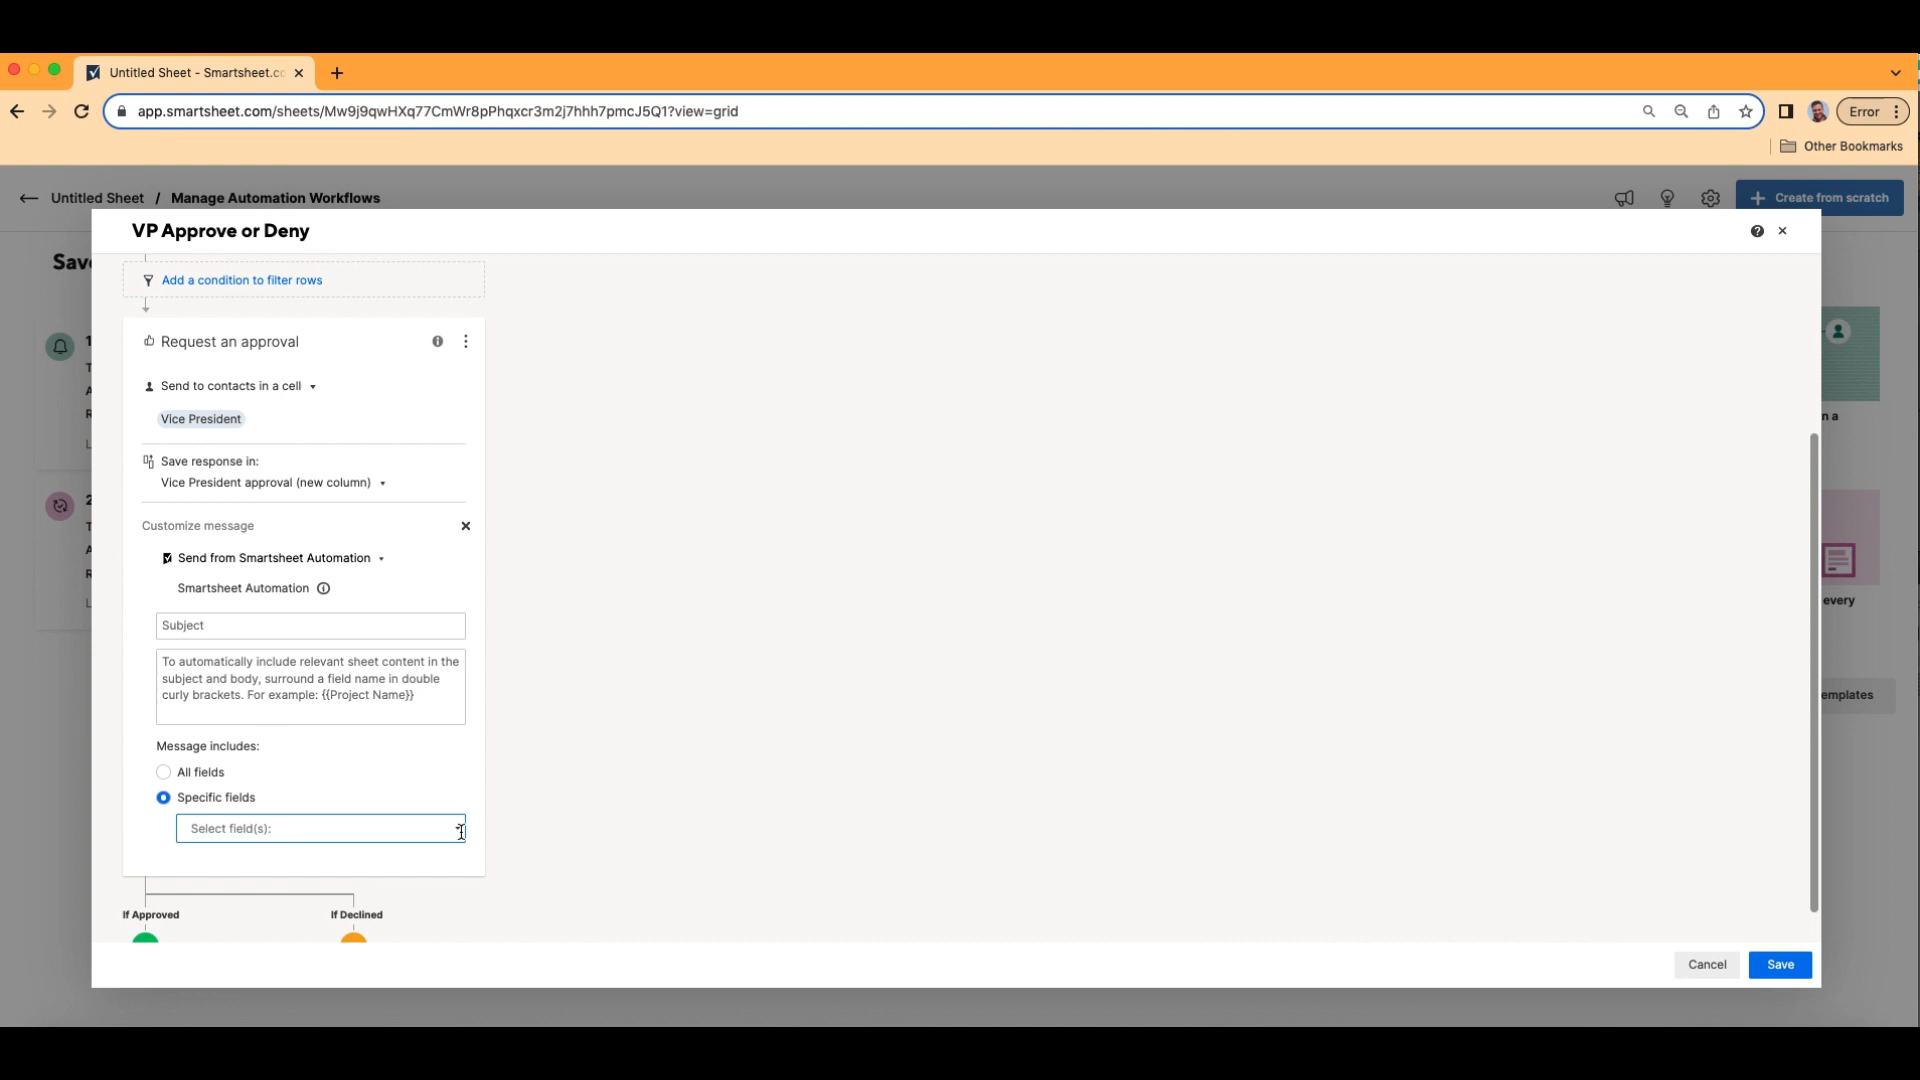 Untitled Sheet - Smartsheet.co
app.smartsheet.com/sheets/Mw9j9qwHXq77CmWr8pPhqxcr3m2j7hhh7pmcJ5Q1?view=grid
Error
Other Bookmarks
Untitled Sheet / Manage Automation Workflows
Create from scratch
VP Approve or Deny
Add a condition to filter rows
Request an approval
Send to contacts in a cell
Vice President
Save response in:
Vice President approval (new column)
Customize message
Send from Smartsheet Automation
Smartsheet Automation
Subject
To automatically include relevant sheet content in the
subject and body, surround a field name in double
curly brackets. For example: {{Project Name}}
Message includes:
All fields
Specific fields
Select field(s):
If Approved
If Declined
Cancel
Save
every